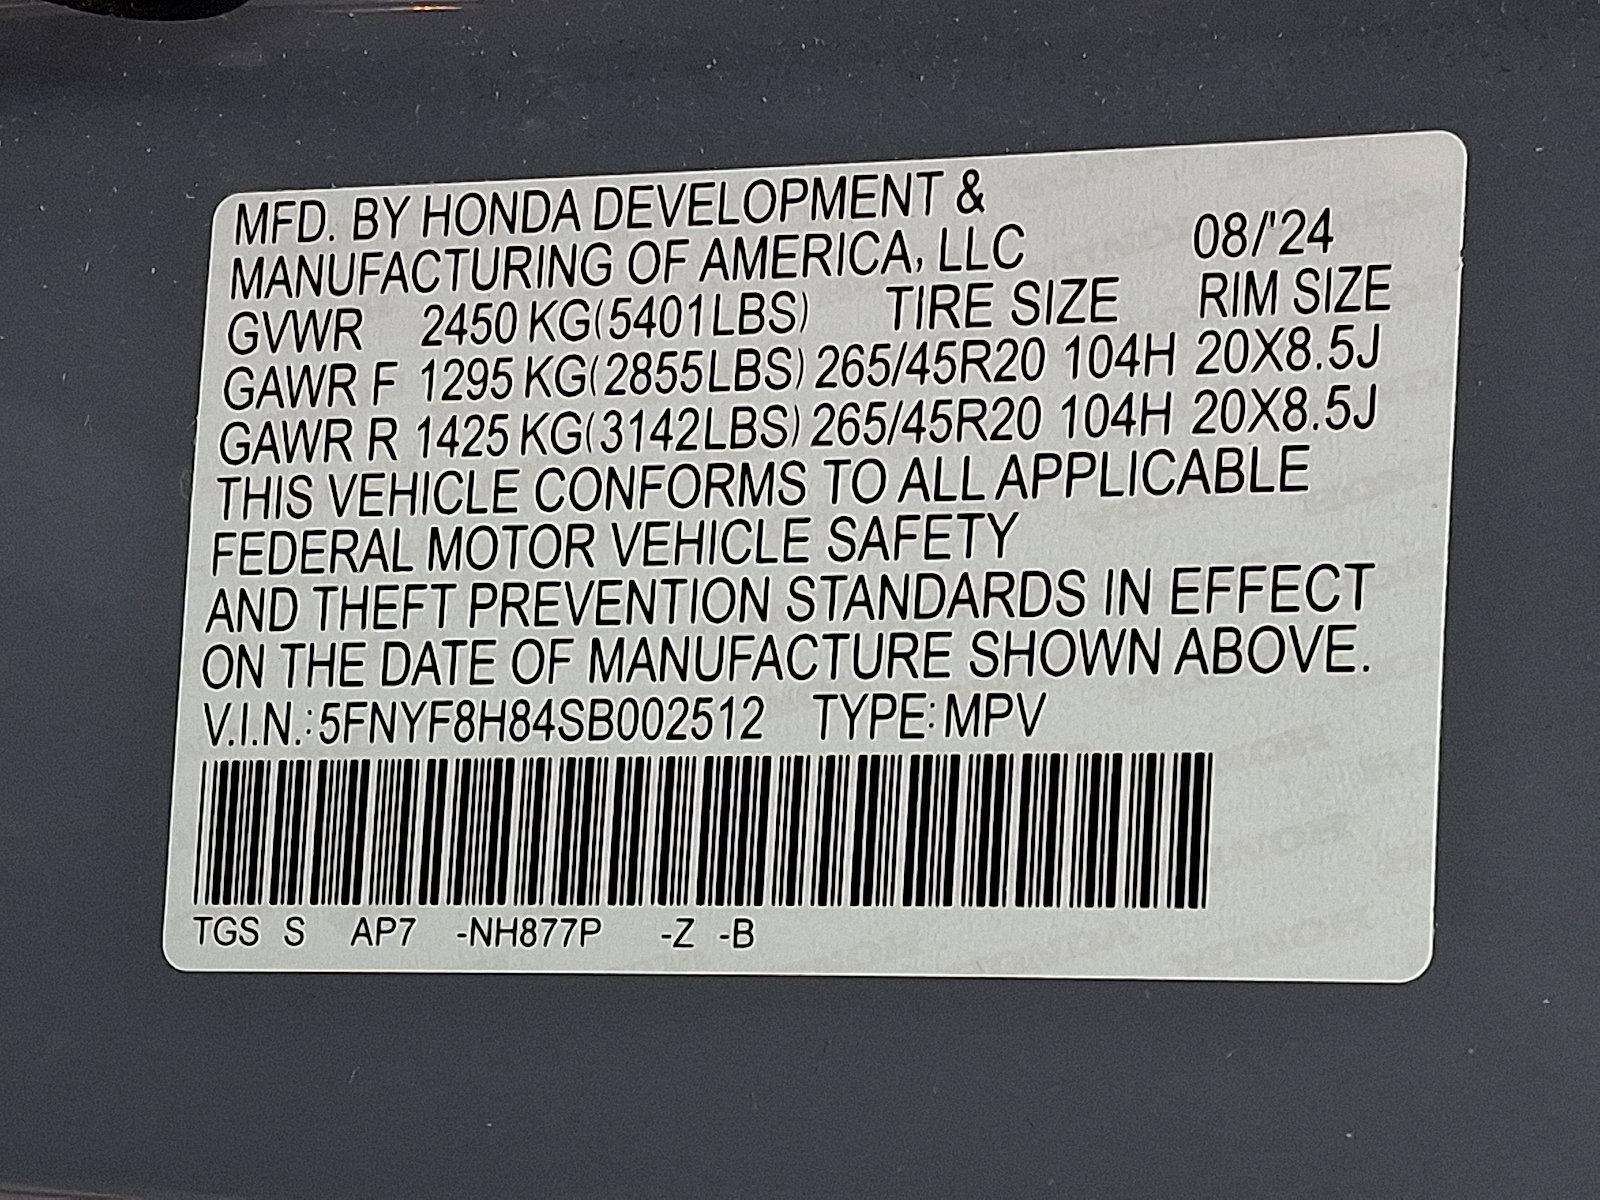 MFD. BY HONDA DEVELOPMENT &
MANUFACTURING OF AMERICA, LLC 08/'24
GVWR 2450 KG(5401LBS) TIRE SIZE RIM SIZE
GAWR F 1295 KG(2855LBS) 265/45R20 104H 20X8.5J
GAWR R 1425 KG(3142LBS) 265/45R20 104H 20X8.5J
THIS VEHICLE CONFORMS TO ALL APPLICABLE
FEDERAL MOTOR VEHICLE SAFETY
AND THEFT PREVENTION STANDARDS IN EFFECT
ON THE DATE OF MANUFACTURE SHOWN ABOVE.
V.I.N.: 5FNYF8H84SB002512 TYPE: MPV
TGS S AP7 -NH877P -Z -B